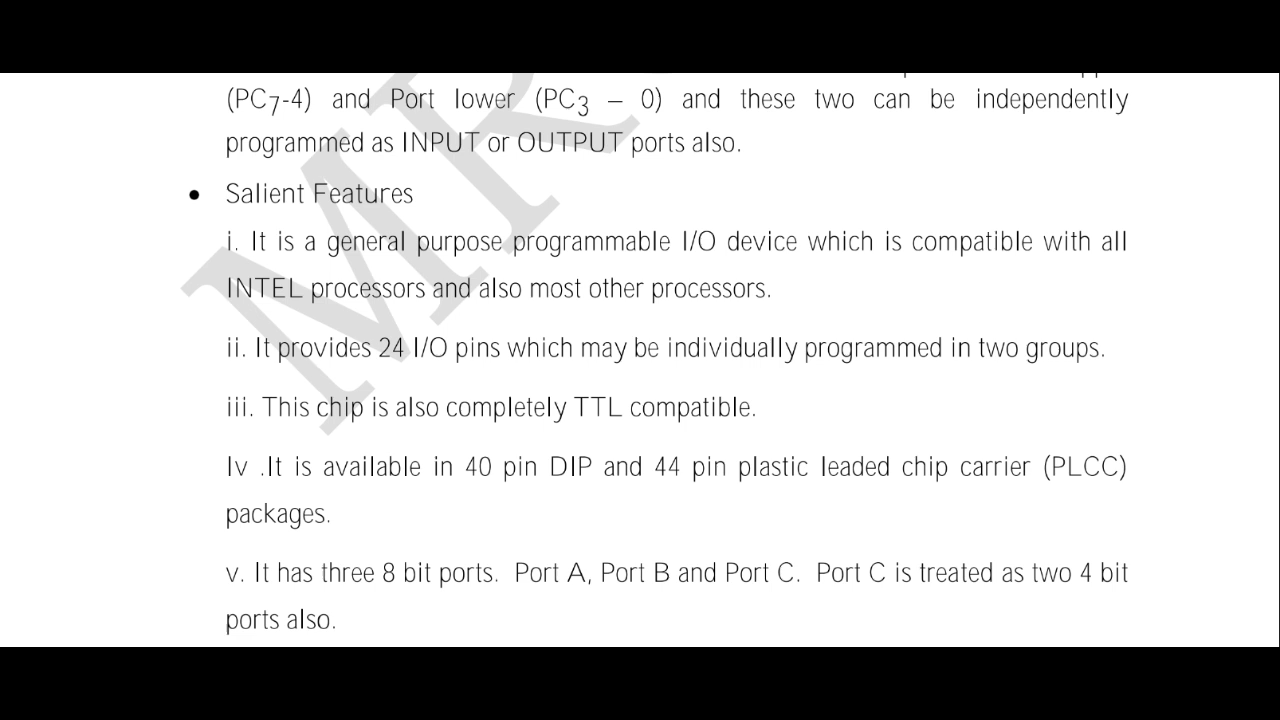 (PC7-4) and Port lower (PC3 – 0) and these two can be independently
programmed as INPUT or OUTPUT ports also.
• Salient Features
i. It is a general purpose programmable I/O device which is compatible with all
INTEL processors and also most other processors.
ii. It provides 24 I/O pins which may be individually programmed in two groups.
iii. This chip is also completely TTL compatible.
Iv .It is available in 40 pin DIP and 44 pin plastic leaded chip carrier (PLCC)
packages.
v. It has three 8 bit ports. Port A, Port B and Port C. Port C is treated as two 4 bit
ports also.